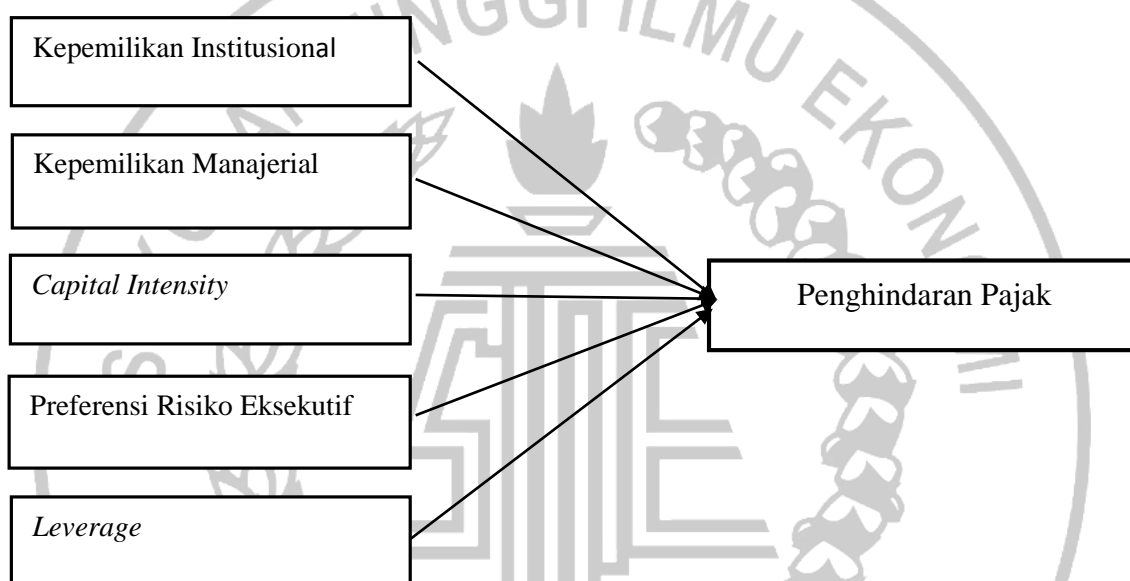 Kepemilikan Institusional
Kepemilikan Manajerial
Capital Intensity
Preferensi Risiko Eksekutif
Leverage
Penghindaran Pajak